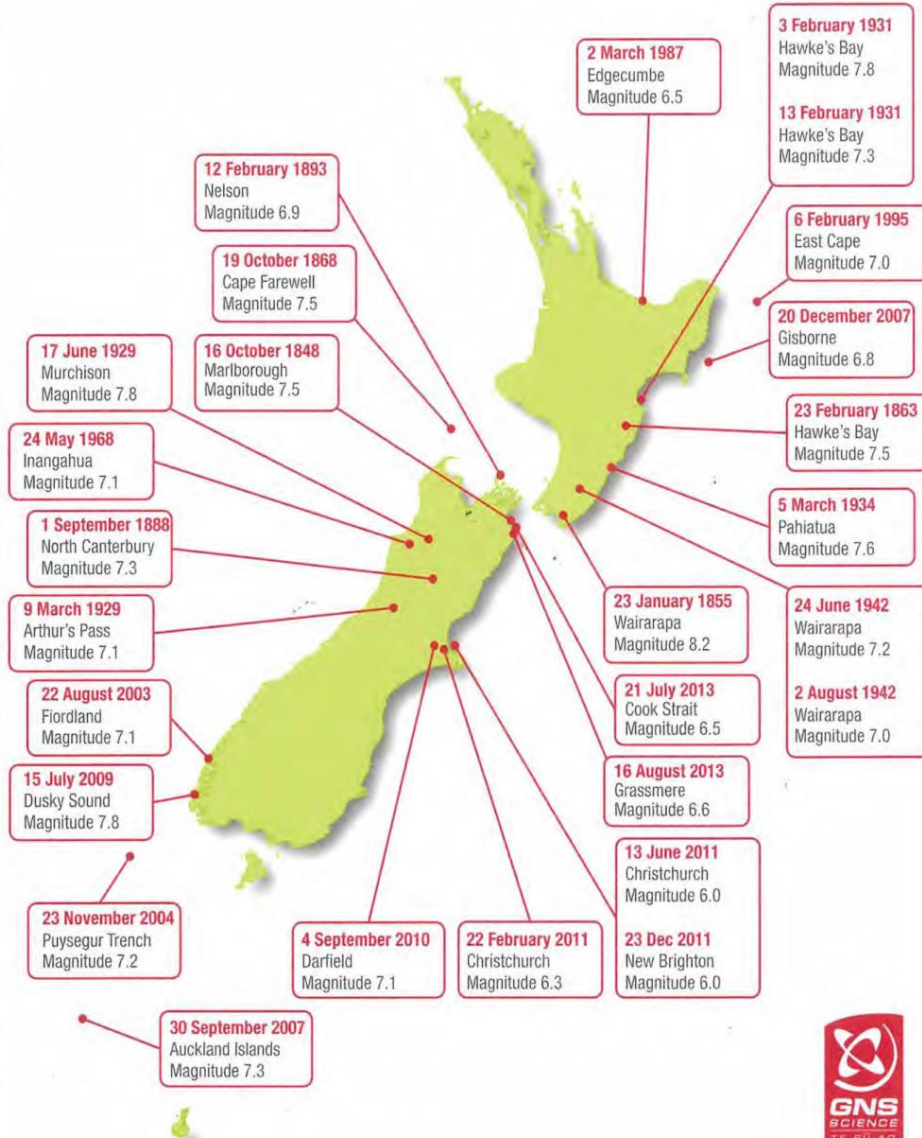 3 February 1931
Hawke's Bay
Magnitude 7.8
13 February 1931
Hawke's Bay
Magnitude 7.3
2 March 1987
Edgecumbe
Magnitude 6.5
12 February 1893
Nelson
Magnitude 6.9
6 February 1995
East Cape
Magnitude 7.0
19 October 1868
Cape Farewell
Magnitude 7.5
20 December 2007
Gisborne
Magnitude 6.8
17 June 1929
Murchison
Magnitude 7.8
16 October 1848
Marlborough
Magnitude 7.5
23 February 1863
Hawke's Bay
Magnitude 7.5
24 May 1968
Inangahua
Magnitude 7.1
5 March 1934
Pahiatua
Magnitude 7.6
1 September 1888
North Canterbury
Magnitude 7.3
23 January 1855
Wairarapa
Magnitude 8.2
24 June 1942
Wairarapa
Magnitude 7.2
2 August 1942
Wairarapa
Magnitude 7.0
9 March 1929
Arthur's Pass
Magnitude 7.1
22 August 2003
Fiordland
Magnitude 7.1
21 July 2013
Cook Strait
Magnitude 6.5
15 July 2009
Dusky Sound
Magnitude 7.8
16 August 2013
Grassmere
Magnitude 6.6
13 June 2011
Christchurch
Magnitude 6.0
23 Dec 2011
New Brighton
Magnitude 6.0
23 November 2004
Puysegur Trench
Magnitude 7.2
4 September 2010
Darfield
Magnitude 7.1
22 February 2011
Christchurch
Magnitude 6.3
30 September 2007
Auckland Islands
Magnitude 7.3
GNS
SCIENCE